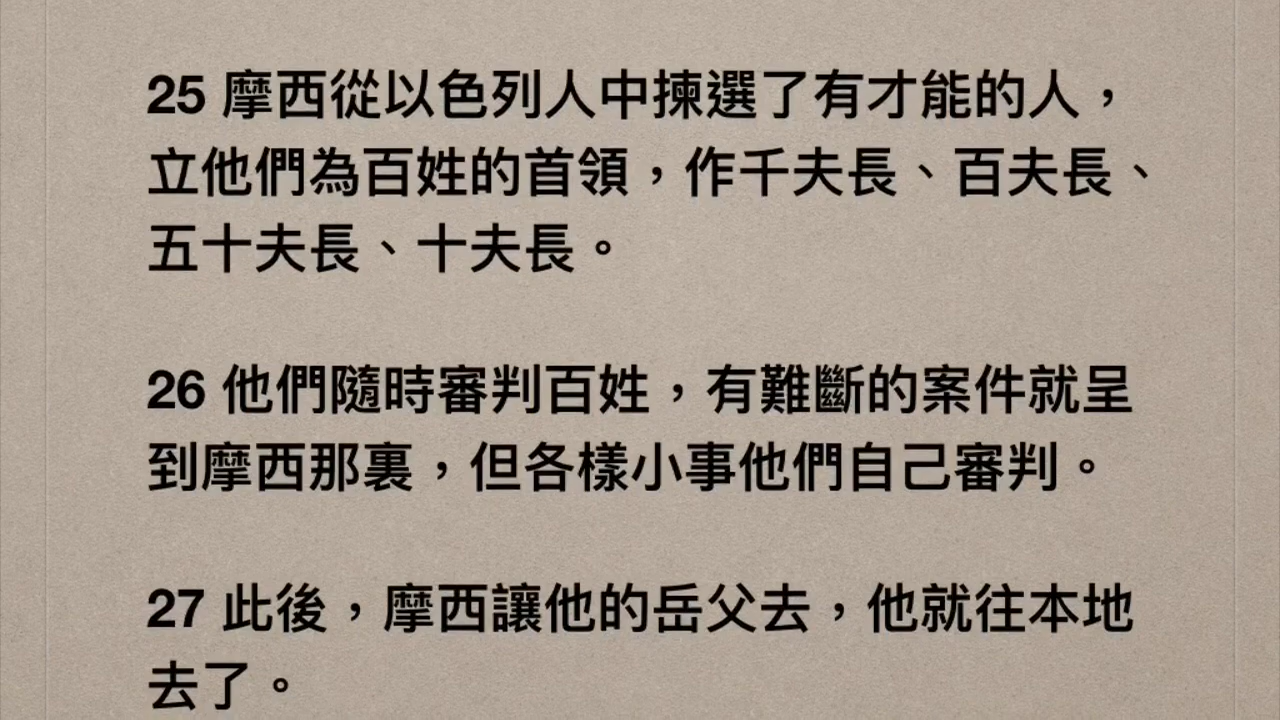 25 摩西從以色列人中揀選了有才能的人，
立他們為百姓的首領，作千夫長、百夫長、
五十夫長、十夫長。
26 他們隨時審判百姓，有難斷的案件就呈
到摩西那裏，但各樣小事他們自己審判。
27 此後，摩西讓他的岳父去，他就往本地
去了。